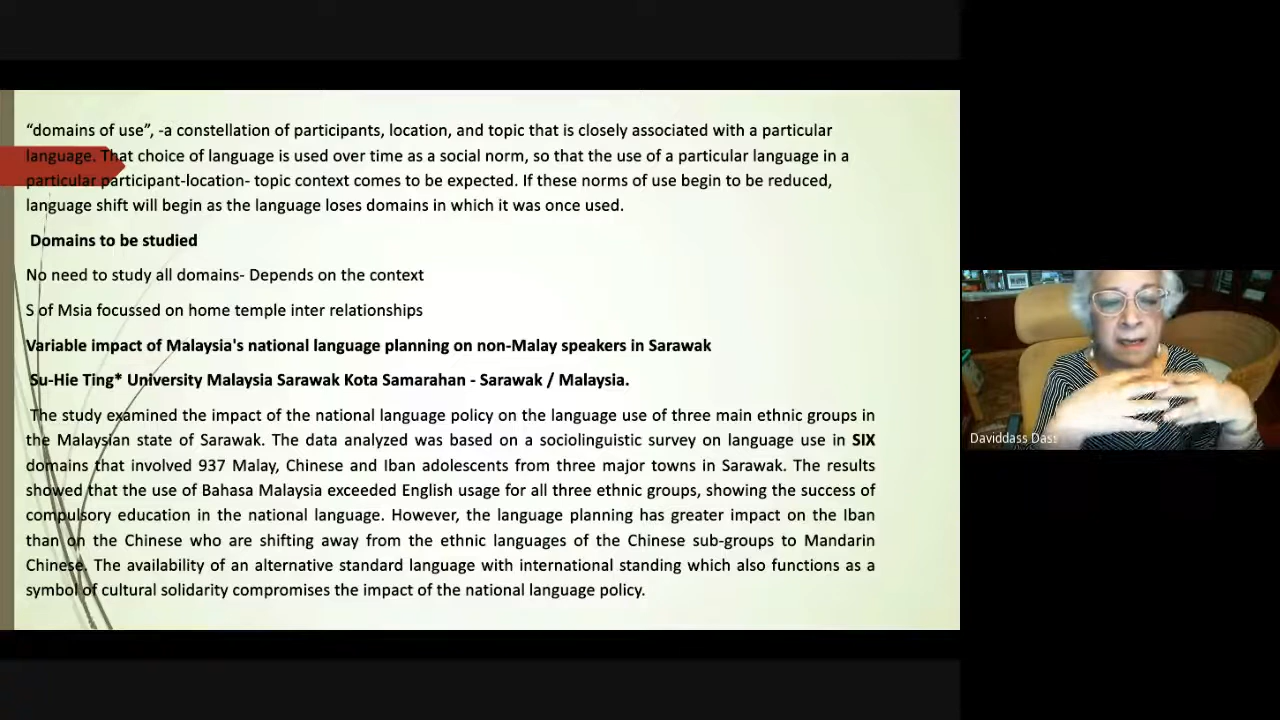 “domains of use”, -a constellation of participants, location, and topic that is closely associated with a particular
language. That choice of language is used over time as a social norm, so that the use of a particular language in a
particular participant-location- topic context comes to be expected. If these norms of use begin to be reduced,
language shift will begin as the language loses domains in which it was once used.
Domains to be studied
No need to study all domains- Depends on the context
S of Msia focussed on home temple inter relationships
Variable impact of Malaysia's national language planning on non-Malay speakers in Sarawak
Su-Hie Ting* University Malaysia Sarawak Kota Samarahan - Sarawak / Malaysia.
The study examined the impact of the national language policy on the language use of three main ethnic groups in
the Malaysian state of Sarawak. The data analyzed was based on a sociolinguistic survey on language use in SIX
domains that involved 937 Malay, Chinese and Iban adolescents from three major towns in Sarawak. The results
showed that the use of Bahasa Malaysia exceeded English usage for all three ethnic groups, showing the success of
compulsory education in the national language. However, the language planning has greater impact on the Iban
than on the Chinese who are shifting away from the ethnic languages of the Chinese sub-groups to Mandarin
Chinese. The availability of an alternative standard language with international standing which also functions as a
symbol of cultural solidarity compromises the impact of the national language policy.
Daviddass Dass